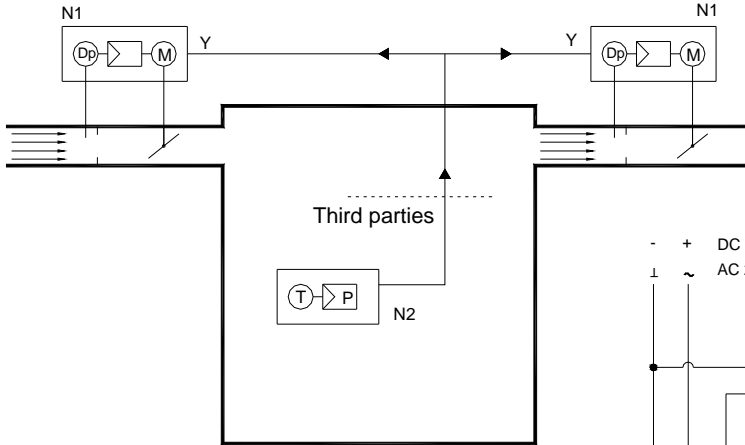 N1
N1
Y
Y
Dp
M
Dp
M
Third parties
- + DC
⊥ ~ AC
T
P
N2